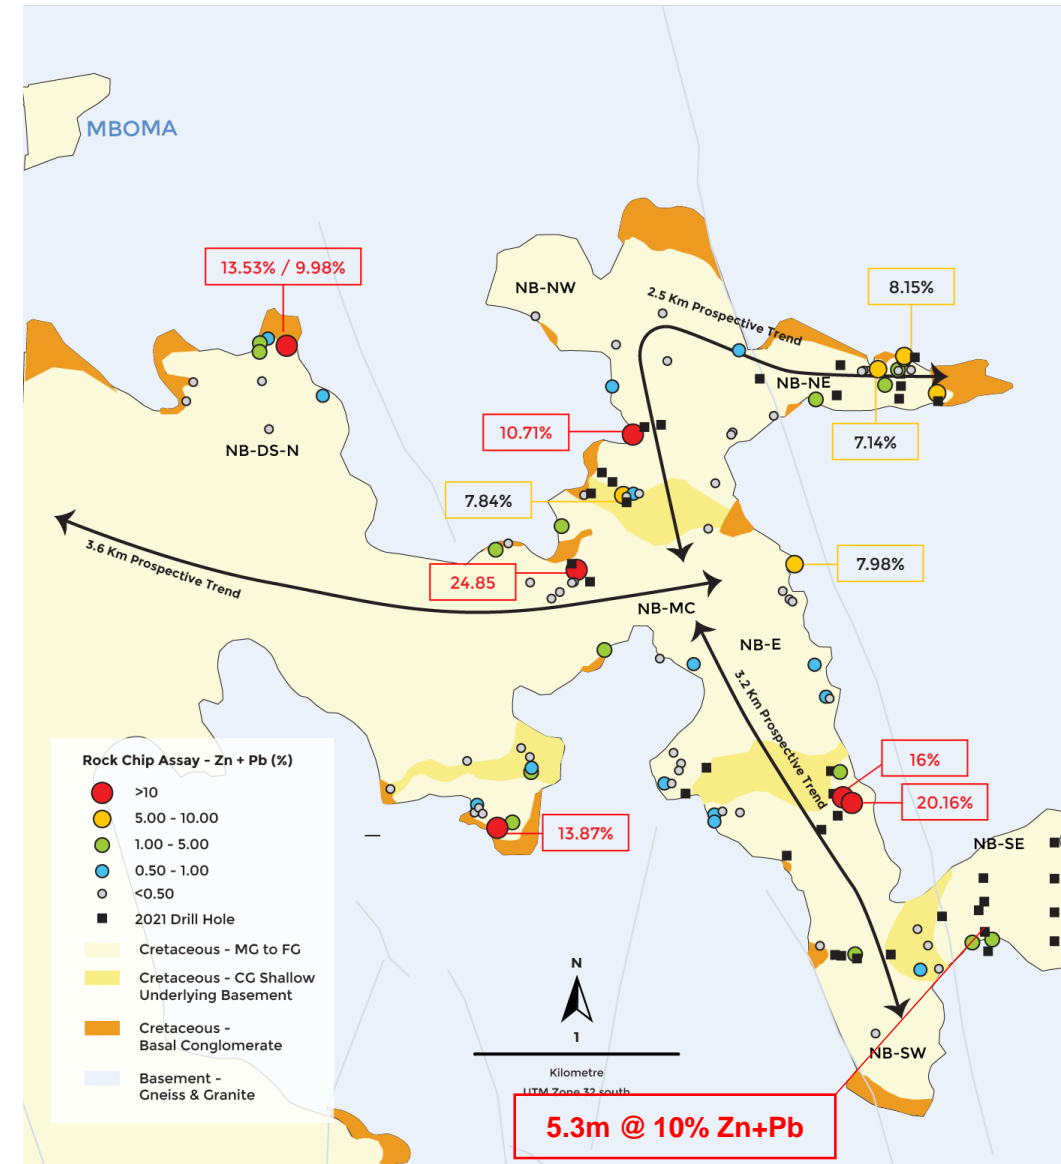 MBOMA
13.53% / 9.98%
NB-NW
8.15%
2.5 Km Prospective Trend
NB-NE
10.71%
7.14%
NB-DS-N
7.84%
3.6 Km Prospective Trend
24.85
7.98%
NB-MC
NB-E
3.2 Km Prospective Trend
Rock Chip Assay - Zn + Pb (%)
>10
5.00 - 10.00
1.00 - 5.00
0.50 - 1.00
<0.50
2021 Drill Hole
Cretaceous - MG to FG
Cretaceous - CG Shallow
Underlying Basement
Cretaceous -
Basal Conglomerate
Basement -
Gneiss & Granite
16%
20.16%
13.87%
NB-SE
N
1
Kilometre
UTM Zone 32 south
NB-SW
5.3m @ 10% Zn+Pb